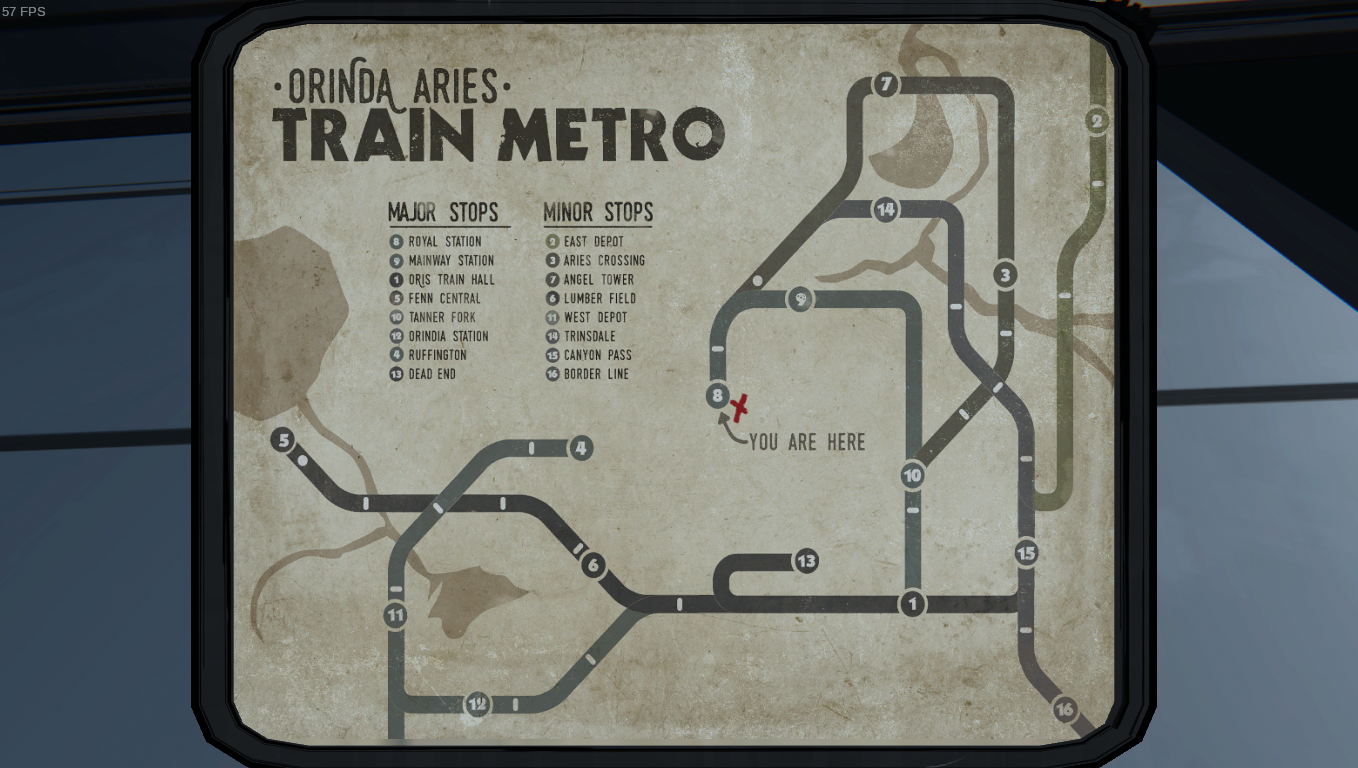 57 FPS
·ORINDA ARIES·
TRAIN METRO
MAJOR STOPS
8 ROYAL STATION
9 MAINWAY STATION
1 ORIS TRAIN HALL
5 FENN CENTRAL
10 TANNER FORK
12 ORINDIA STATION
4 RUFFINGTON
13 DEAD END
MINOR STOPS
2 EAST DEPOT
3 ARIES CROSSING
7 ANGEL TOWER
6 LUMBER FIELD
11 WEST DEPOT
14 TRINSDALE
15 CANYON PASS
16 BORDER LINE
7
2
14
3
9
8
YOU ARE HERE
5
4
10
6
13
15
1
11
12
16